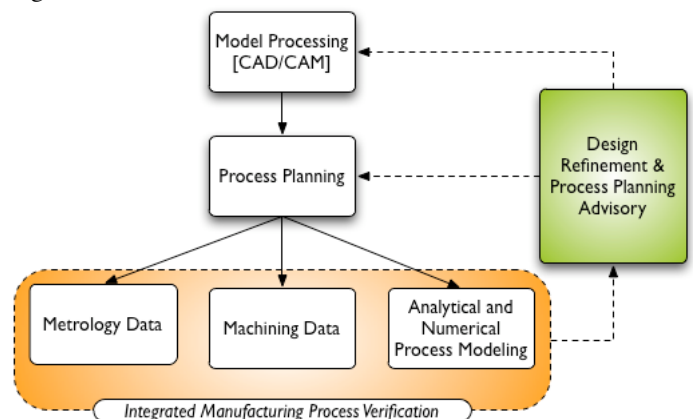 Model Processing
[CAD/CAM]
Process Planning
Design
Refinement &
Process Planning
Advisory
Metrology Data
Machining Data
Analytical and
Numerical
Process Modeling
Integrated Manufacturing Process Verification